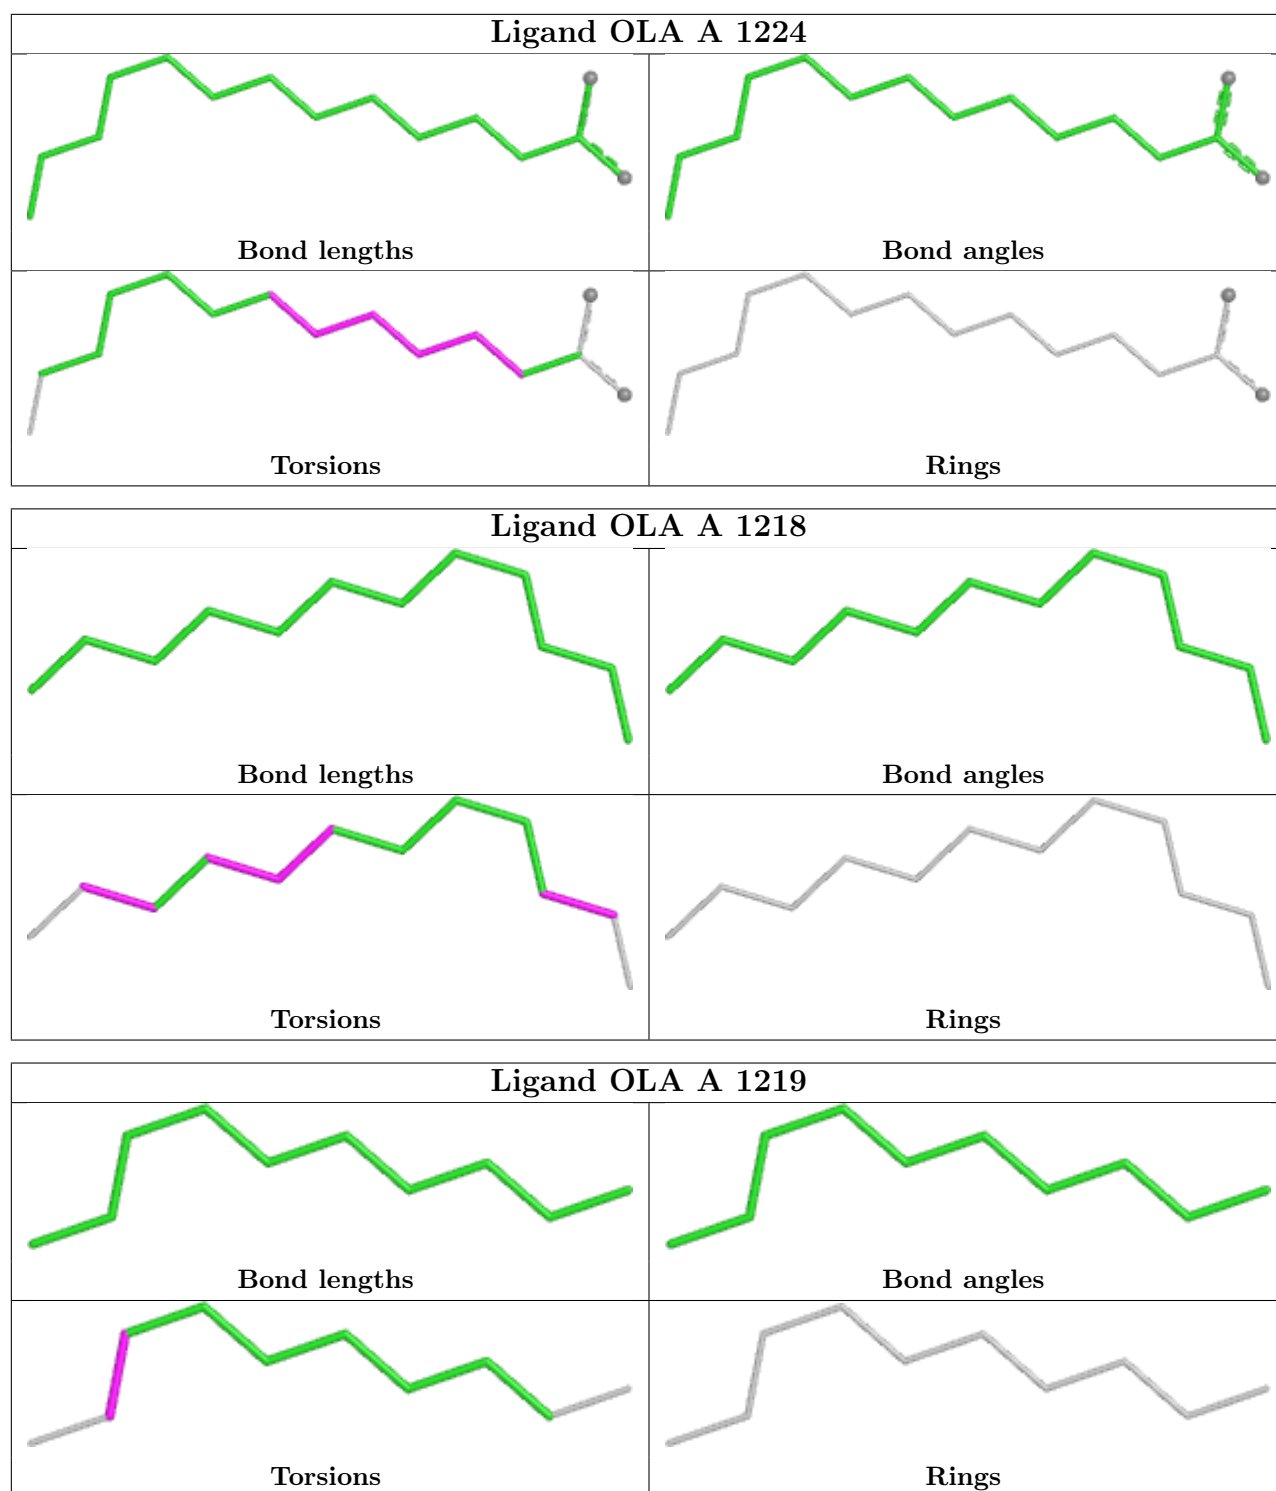 Ligand OLA A 1224
Bond lengths
Bond angles
Torsions
Rings
Ligand OLA A 1218
Bond lengths
Bond angles
Torsions
Rings
Ligand OLA A 1219
Bond lengths
Bond angles
Torsions
Rings